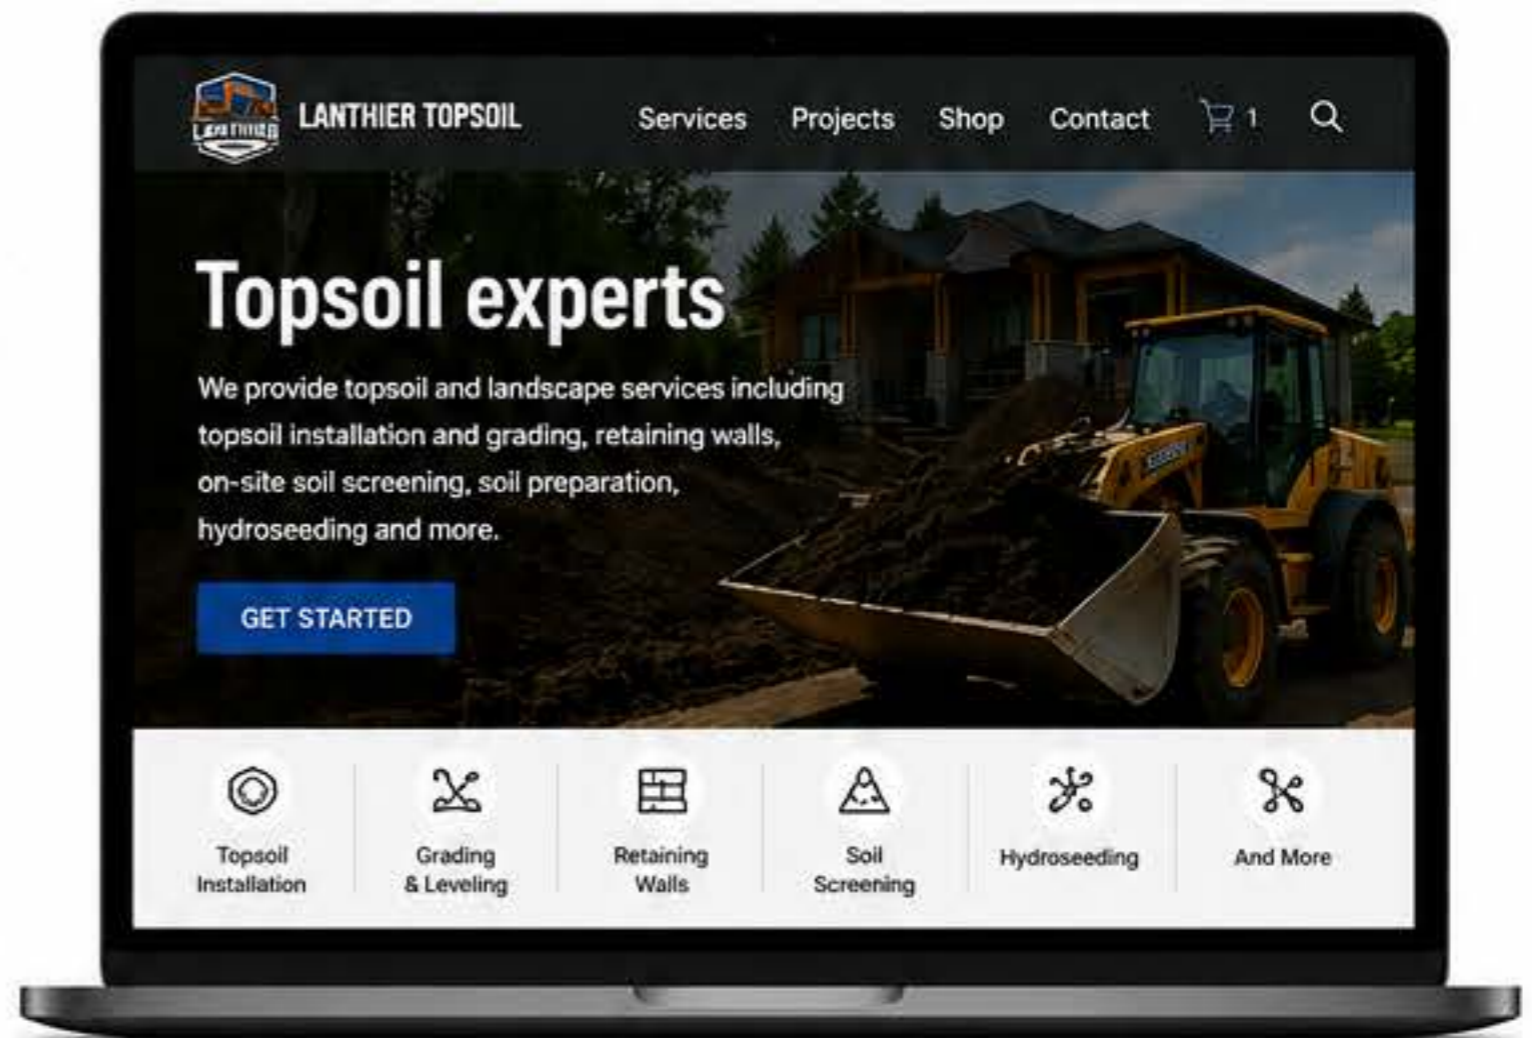 LANTHIER TOPSOIL
Services
Projects
Shop
Contact
1
Topsoil experts
We provide topsoil and landscape services including
topsoil installation and grading, retaining walls,
on-site soil screening, soil preparation,
hydroseeding and more.
GET STARTED
Topsoil
Installation
Grading
& Leveling
Retaining
Walls
Soil
Screening
Hydroseeding
And More